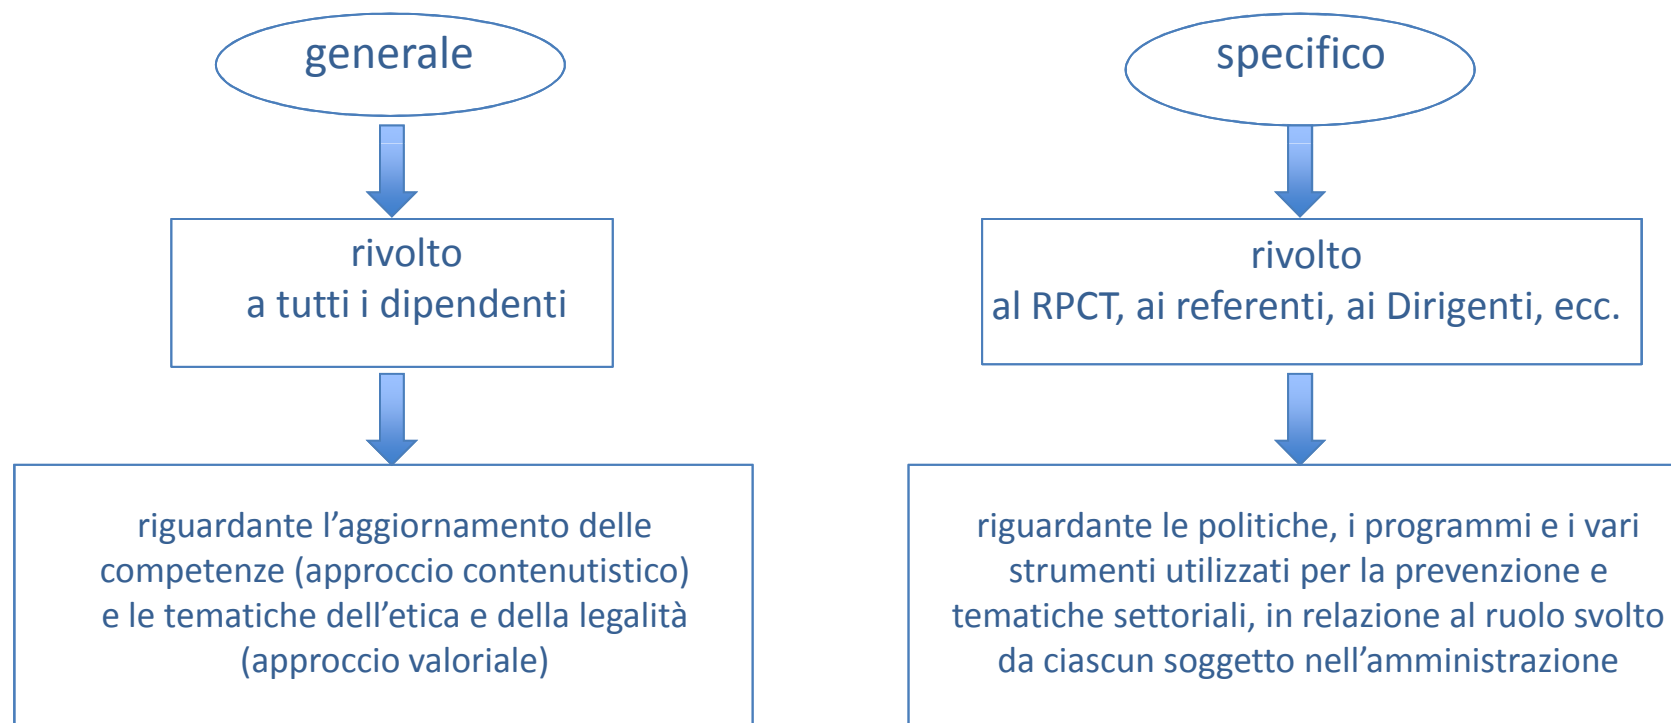 generale
rivolto
a tutti i dipendenti
riguardante l’aggiornamento delle
competenze (approccio contenutistico)
e le tematiche dell’etica e della legalità
(approccio valoriale)
specifico
rivolto
al RPCT, ai referenti, ai Dirigenti, ecc.
riguardante le politiche, i programmi e i vari
strumenti utilizzati per la prevenzione e
tematiche settoriali, in relazione al ruolo svolto
da ciascun soggetto nell’amministrazione